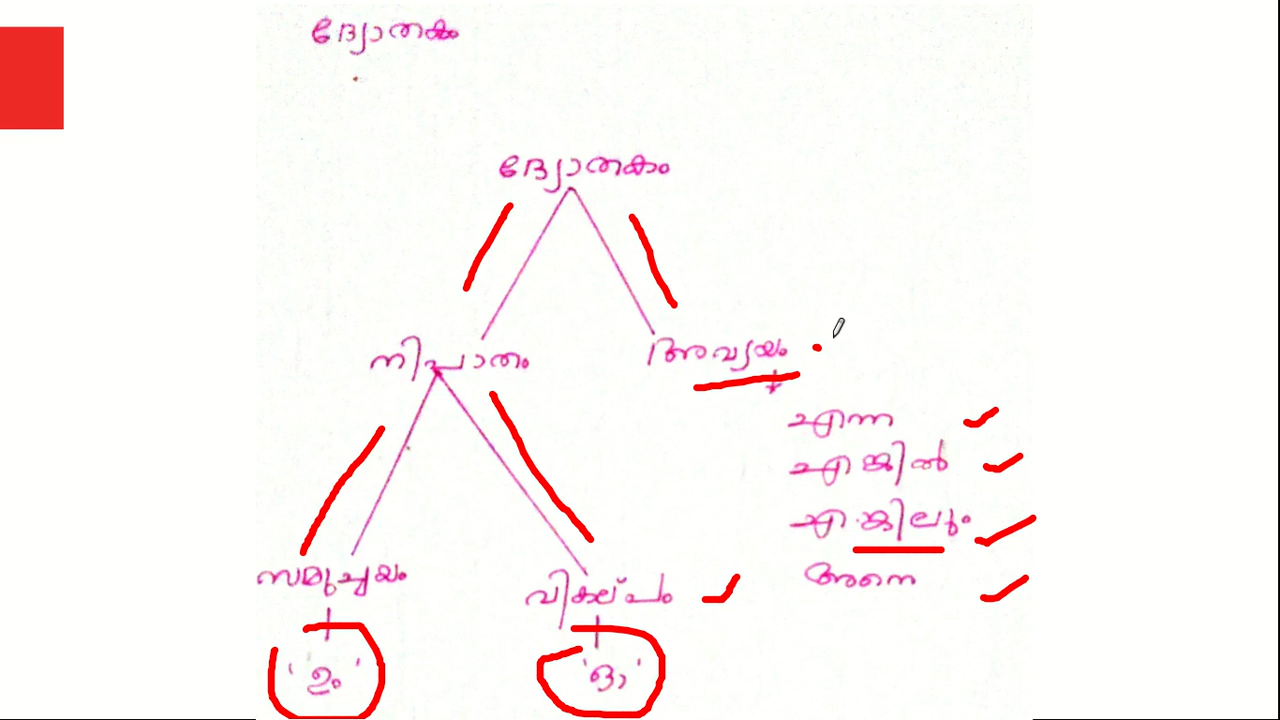 ദ്യോതകം
ദ്യോതകം
നിപാതം അവ്യയം
എന്ന
എങ്കിൽ
എങ്കിലും
സമുച്ചയം വികല്പം അനെ
'ഉം' 'ഓ'